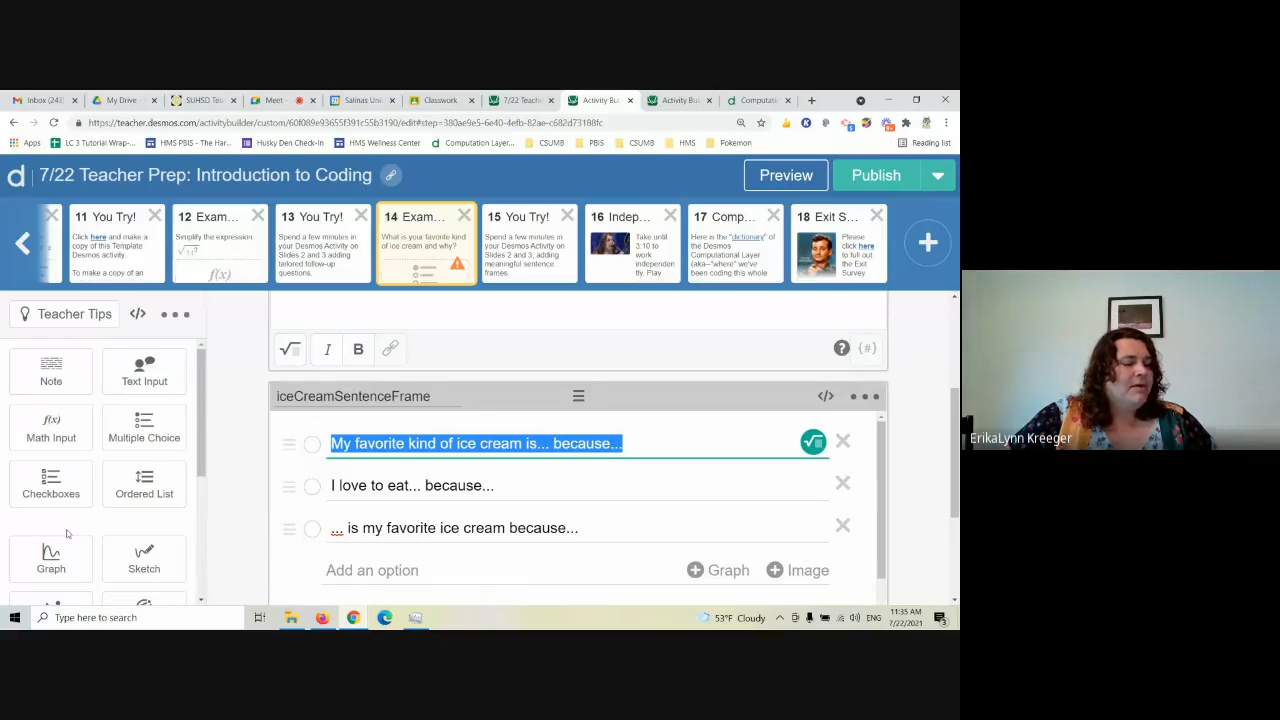 Inbox (243)
My Drive -
SUHSD Te
Meet -
Salinas Uni
Classwork
7/22 Teach
Activity Bui
Activity Bui
Computati
https://teacher.desmos.com/activitybuilder/custom/60f089e93655f391c55b3190/edit#step=380ae9e5-6e40-4efb-82ae-c682d73188fc
Apps
LC 3 Tutorial Wrap-...
HMS PBIS - The Har...
Husky Den Check-In
HMS Wellness Center
Computation Layer...
CSUMB
PBIS
CSUMB
HMS
Pokemon
Reading list
d 7/22 Teacher Prep: Introduction to Coding
Preview
Publish
11 You Try!
Click here and make a
copy of this Template
Desmos activity.
To make a copy of an
12 Exam...
Simplify the expression
f(x)
13 You Try!
Spend a few minutes in
your Desmos Activity on
Slides 2 and 3 adding
tailored follow-up
questions.
14 Exam...
What is your favorite kind
of ice cream and why?
15 You Try!
Spend a few minutes in
your Desmos Activity on
Slides 2 and 3, adding
meaningful sentence
frames.
16 Indep...
Take until
3:10 to
work
independen
tly. Play
17 Comp...
Here is the "dictionary" of
the Desmos
Computational Layer
(aka--"where" we've
been coding this whole
18 Exit S...
Please
click here
to full out
the Exit
Survey.
Teacher Tips
</>
Note
Text Input
f(x)
Math Input
Multiple Choice
Checkboxes
Ordered List
Graph
Sketch
I
B
{#}
iceCreamSentenceFrame
</>
My favorite kind of ice cream is... because...
I love to eat... because...
... is my favorite ice cream because...
Add an option
Graph
Image
Type here to search
53°F Cloudy
ENG
11:35 AM
7/22/2021
3
ErikaLynn Kreeger